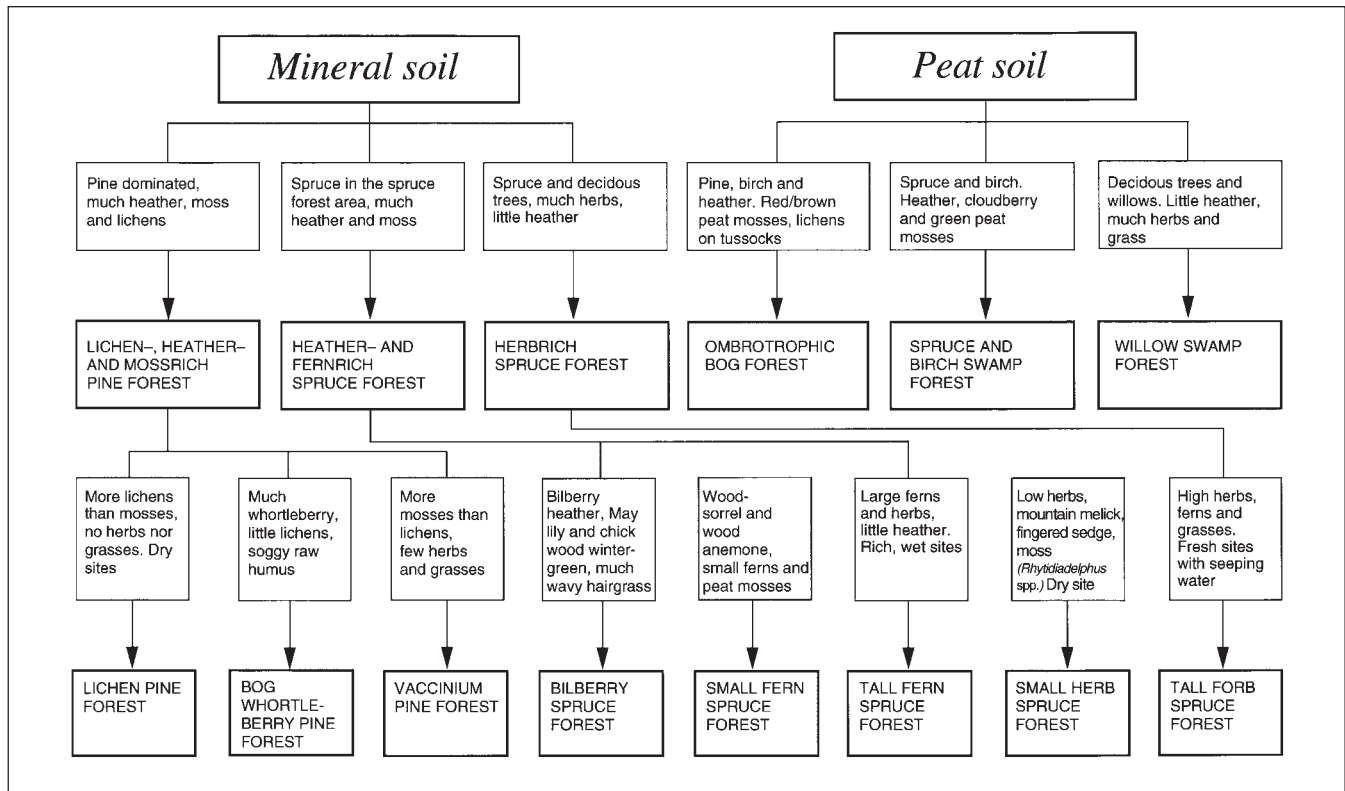 Mineral soil
Peat soil
Pine dominated,
much heather, moss
and lichens
Spruce in the spruce
forest area, much
heather and moss
Spruce and decidous
trees, much herbs,
little heather
Pine, birch and
heather. Red/brown
peat mosses, lichens
on tussocks
Spruce and birch.
Heather, cloudberry
and green peat
mosses
Decidous trees and
willows. Little heather,
much herbs and
grass
LICHEN–, HEATHER–
AND MOSSRICH
PINE FOREST
HEATHER– AND
FERNRICH
SPRUCE FOREST
HERBRICH
SPRUCE FOREST
OMBROTROPHIC
BOG FOREST
SPRUCE AND
BIRCH SWAMP
FOREST
WILLOW SWAMP
FOREST
More lichens
than mosses,
no herbs nor
grasses. Dry
sites
Much
whortleberry,
little lichens,
soggy raw
humus
More
mosses than
lichens,
few herbs
and grasses
Bilberry
heather, May
lily and chick
wood winter-
green, much
wavy hairgrass
Wood-
sorrel and
wood
anemone,
small ferns and
peat mosses
Large ferns
and herbs,
little heather.
Rich, wet sites
Low herbs,
mountain melick,
fingered sedge,
moss
(Rhytidiadelphus
spp.) Dry site
High herbs,
ferns and
grasses.
Fresh sites
with seeping
water
LICHEN PINE
FOREST
BOG
WHORTLE-
BERRY PINE
FOREST
VACCINIUM
PINE FOREST
BILBERRY
SPRUCE
FOREST
SMALL FERN
SPRUCE
FOREST
TALL FERN
SPRUCE
FOREST
SMALL HERB
SPRUCE
FOREST
TALL FORB
SPRUCE
FOREST